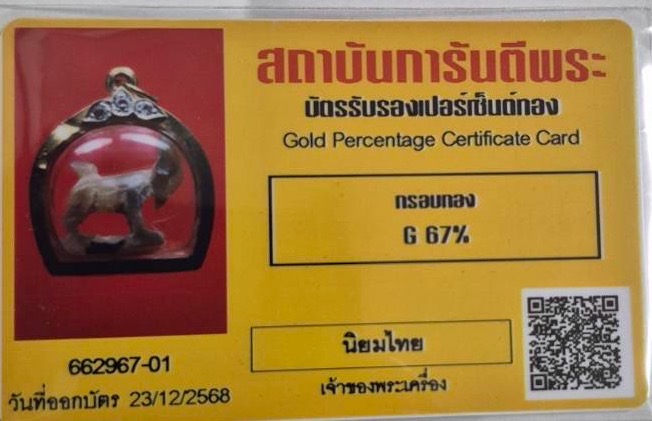 สถาบันการันตีพระ
บัตรรับรองเปอร์เซ็นต์ทอง
Gold Percentage Certificate Card
กรอบทอง
G 67%
นิยมไทย
เจ้าของพระเครื่อง
662967-01
วันที่ออกบัตร 23/12/2568